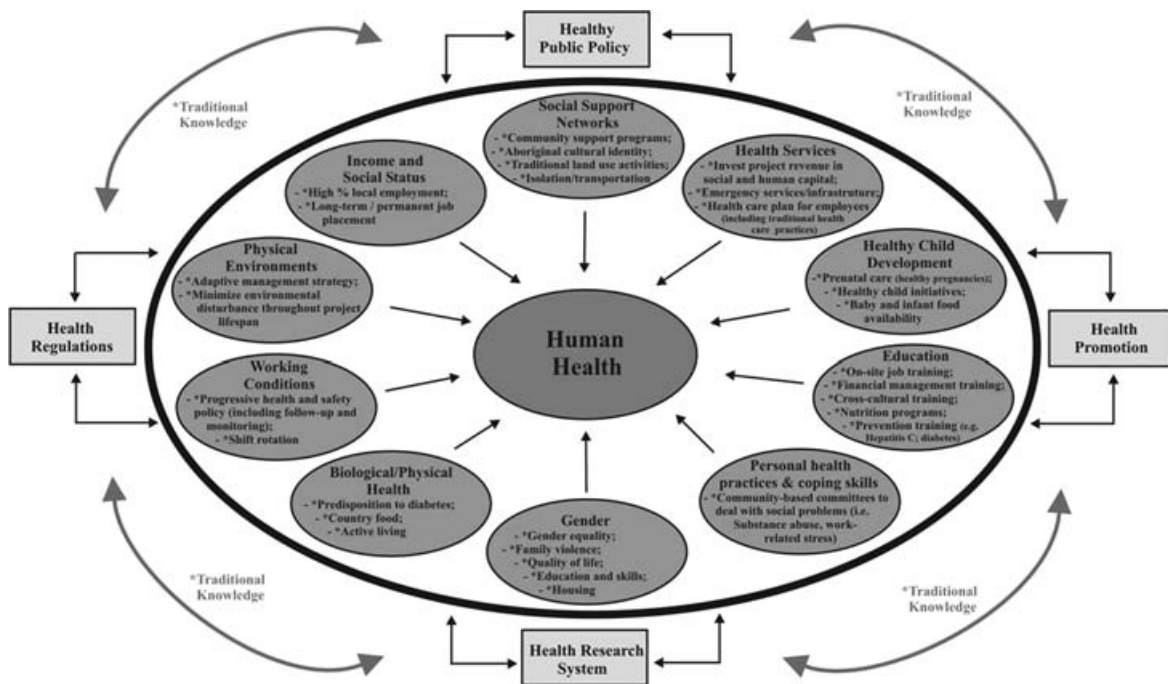 Healthy
Public Policy
*Traditional
Knowledge
*Traditional
Knowledge
Social Support
Networks
- *Community support programs;
- *Aboriginal cultural identity;
- *Traditional land use activities;
- *Isolation/transportation
Income and
Social Status
- *High % local employment;
- *Long-term / permanent job
placement
Health Services
- *Invest project revenue in
social and human capital;
- *Emergency services/infrastruture;
- *Health care plan for employees
(including traditional health
care practices)
Physical
Environments
- *Adaptive management strategy;
- *Minimize environmental
disturbance throughout project
lifespan
Healthy Child
Development
- *Prenatal care (healthy pregnancies);
- *Healthy child initiatives;
- *Baby and infant food
availability
Health
Regulations
Human
Health
Health
Promotion
Working
Conditions
- *Progressive health and safety
policy (including follow-up and
monitoring);
- *Shift rotation
Education
- *On-site job training;
- *Financial management training;
- *Cross-cultural training;
- *Nutrition programs;
- *Prevention training (e.g.
Hepatitis C; diabetes)
Biological/Physical
Health
- *Predisposition to diabetes;
- *Country food;
- *Active living
Personal health
practices & coping skills
- *Community-based committees to
deal with social problems (i.e.
Substance abuse, work-
related stress)
Gender
- *Gender equality;
- *Family violence;
- *Quality of life;
- *Education and skills;
- *Housing
*Traditional
Knowledge
*Traditional
Knowledge
Health Research
System